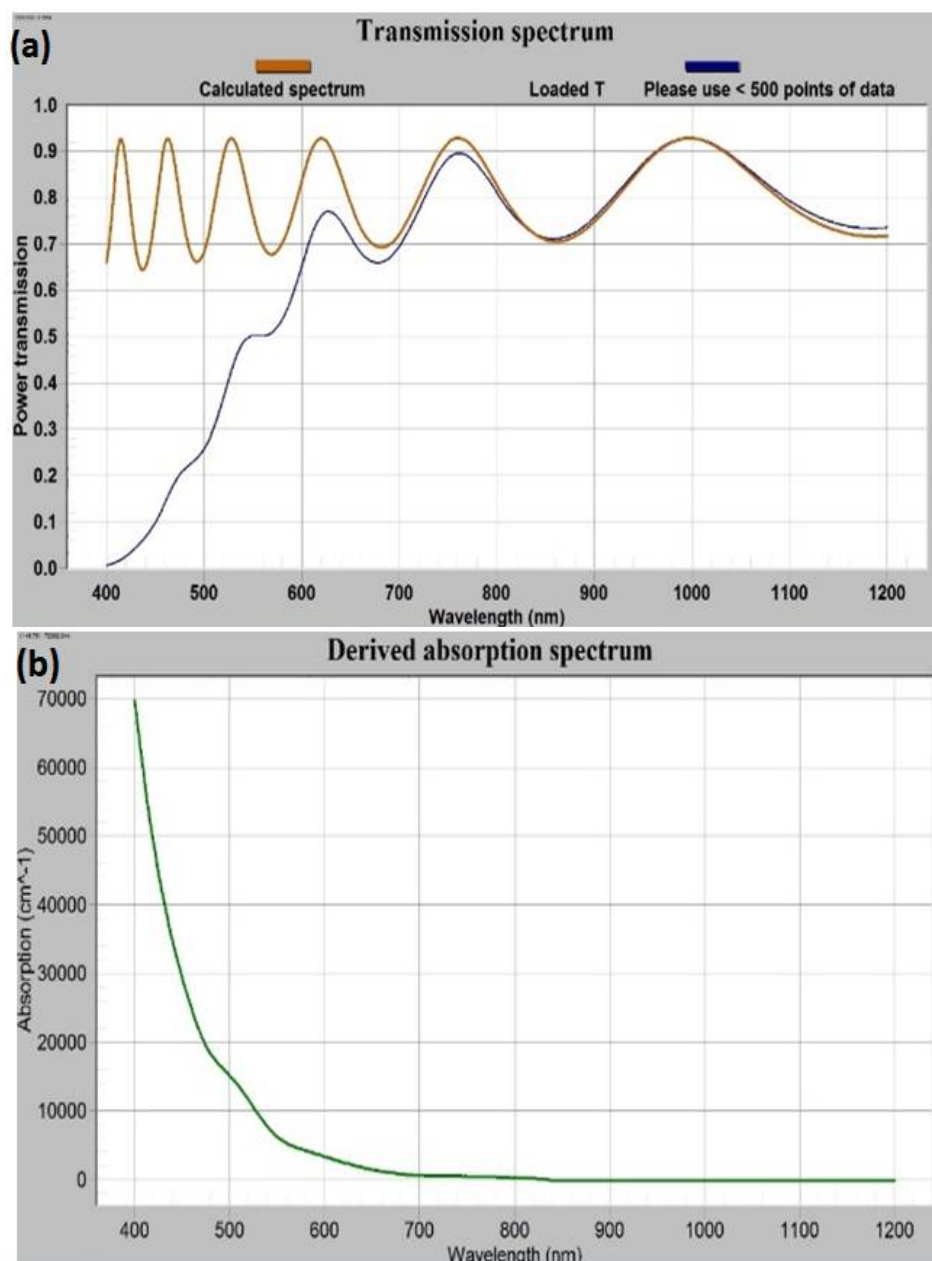 (a)
Transmission spectrum
Calculated spectrum Loaded T Please use < 500 points of data
Power transmission
1.0
0.9
0.8
0.7
0.6
0.5
0.4
0.3
0.2
0.1
0.0
400 500 600 700 800 900 1000 1100 1200
Wavelength (nm)
(b)
Derived absorption spectrum
Absorption (cm^-1)
70000
60000
50000
40000
30000
20000
10000
0
400 500 600 700 800 900 1000 1100 1200
Wavelength (nm)